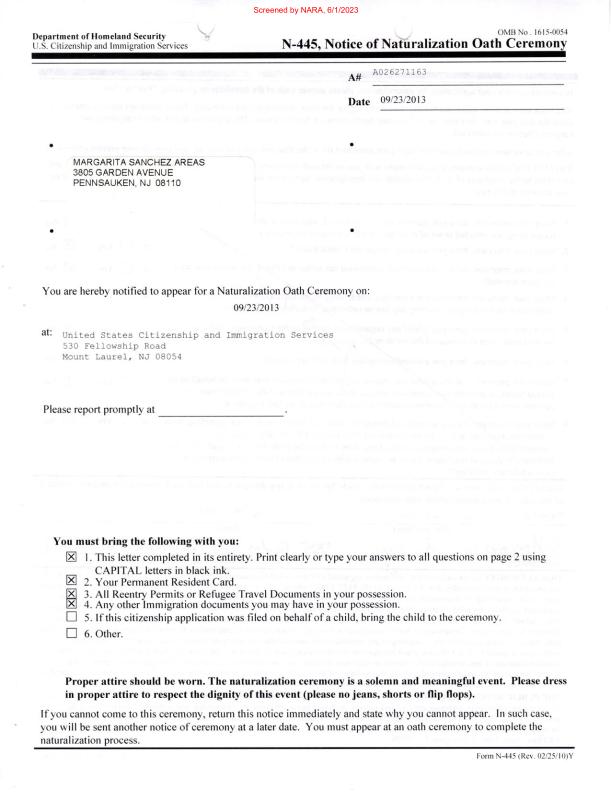 Screened by NARA, 6/1/2023
Department of Homeland Security
U.S. Citizenship and Immigration Services
OMB No. 1615-0054
N-445, Notice of Naturalization Oath Ceremony
A# A026271163
Date 09/23/2013
MARGARITA SANCHEZ AREAS
3805 GARDEN AVENUE
PENNSAUKEN, NJ 08110
You are hereby notified to appear for a Naturalization Oath Ceremony on:
09/23/2013
at: United States Citizenship and Immigration Services
530 Fellowship Road
Mount Laurel, NJ 08054
Please report promptly at ____________________.
You must bring the following with you:
☒ 1. This letter completed in its entirety. Print clearly or type your answers to all questions on page 2 using
CAPITAL letters in black ink.
☒ 2. Your Permanent Resident Card.
☒ 3. All Reentry Permits or Refugee Travel Documents in your possession.
☒ 4. Any other Immigration documents you may have in your possession.
☐ 5. If this citizenship application was filed on behalf of a child, bring the child to the ceremony.
☐ 6. Other.
Proper attire should be worn. The naturalization ceremony is a solemn and meaningful event. Please dress
in proper attire to respect the dignity of this event (please no jeans, shorts or flip flops).
If you cannot come to this ceremony, return this notice immediately and state why you cannot appear. In such case,
you will be sent another notice of ceremony at a later date. You must appear at an oath ceremony to complete the
naturalization process.
Form N-445 (Rev. 02/25/10)Y